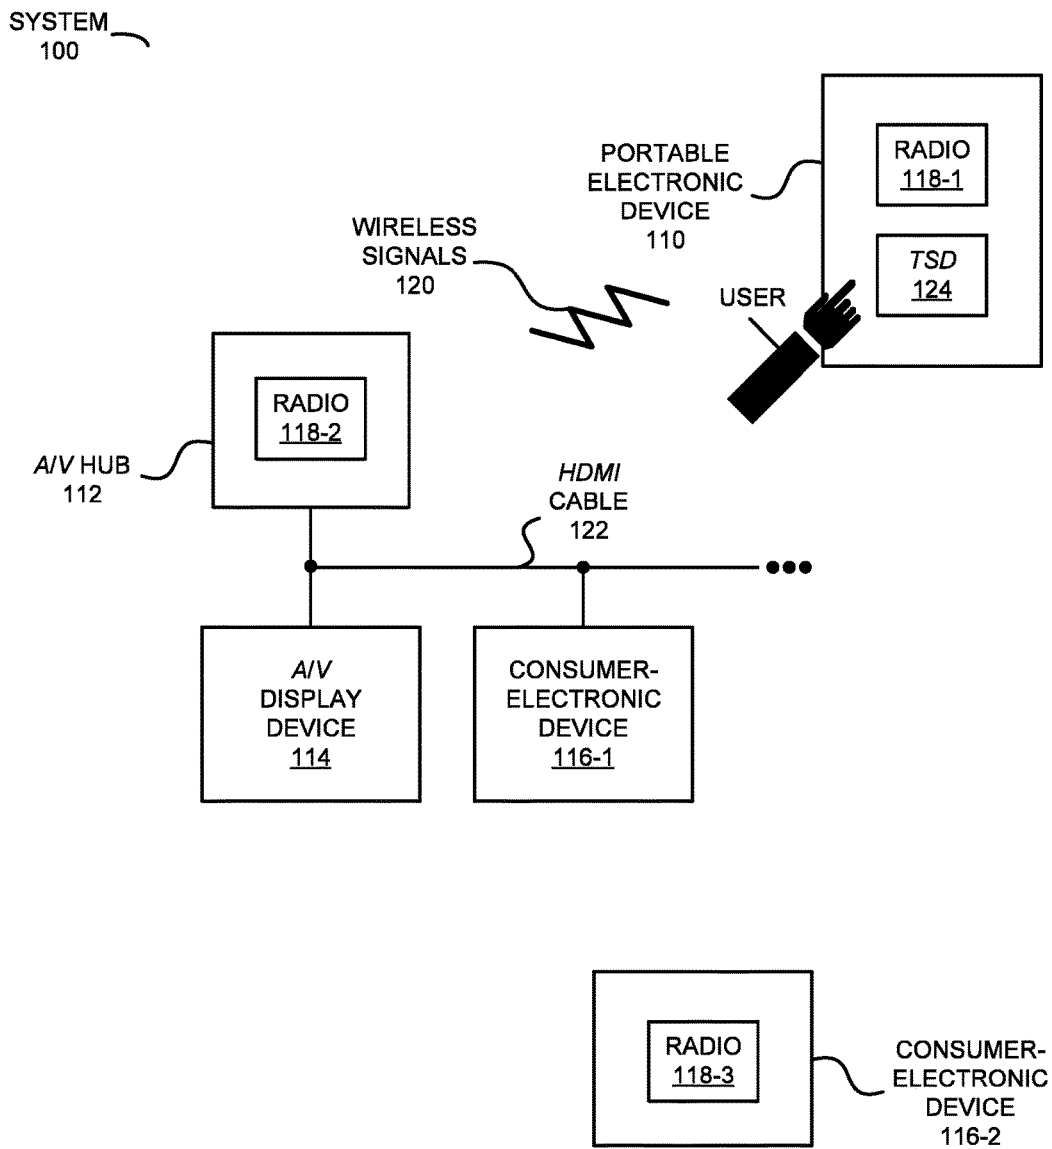 SYSTEM
100
PORTABLE
ELECTRONIC
DEVICE
110
RADIO
118-1
TSD
124
WIRELESS
SIGNALS
120
USER
RADIO
118-2
A/V HUB
112
HDMI
CABLE
122
A/V
DISPLAY
DEVICE
114
CONSUMER-
ELECTRONIC
DEVICE
116-1
RADIO
118-3
CONSUMER-
ELECTRONIC
DEVICE
116-2